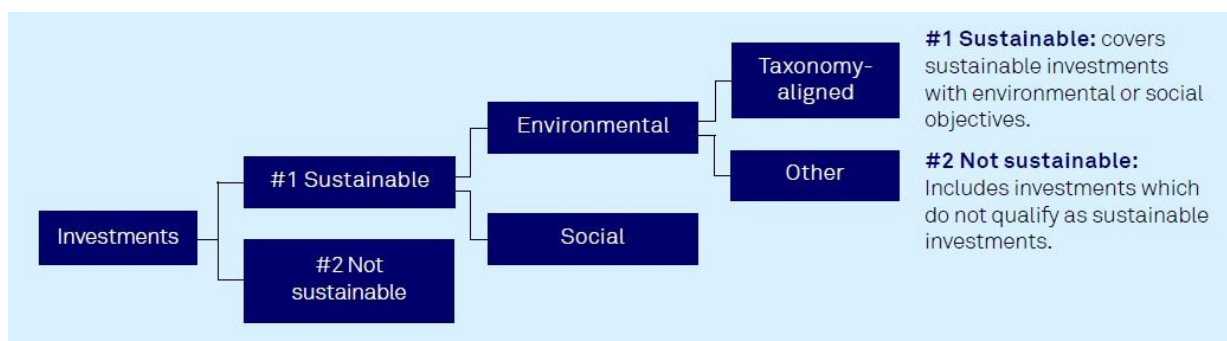 Investments
#1 Sustainable
#2 Not
sustainable
Environmental
Social
Taxonomy-
aligned
Other
#1 Sustainable: covers
sustainable investments
with environmental or social
objectives.
#2 Not sustainable:
Includes investments which
do not qualify as sustainable
investments.